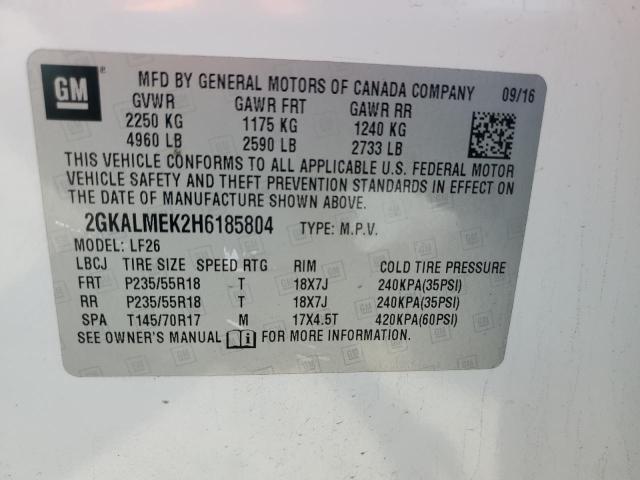 GM
MFD BY GENERAL MOTORS OF CANADA COMPANY 09/16
GVWR GAWR FRT GAWR RR
2250 KG 1175 KG 1240 KG
4960 LB 2590 LB 2733 LB
THIS VEHICLE CONFORMS TO ALL APPLICABLE U.S. FEDERAL MOTOR
VEHICLE SAFETY AND THEFT PREVENTION STANDARDS IN EFFECT ON
THE DATE OF MANUFACTURE SHOWN ABOVE.
2GKALMEK2H6185804 TYPE: M.P.V.
MODEL: LF26
LBCJ TIRE SIZE SPEED RTG RIM COLD TIRE PRESSURE
FRT P235/55R18 T 18X7J 240KPA(35PSI)
RR P235/55R18 T 18X7J 240KPA(35PSI)
SPA T145/70R17 M 17X4.5T 420KPA(60PSI)
SEE OWNER'S MANUAL FOR MORE INFORMATION.